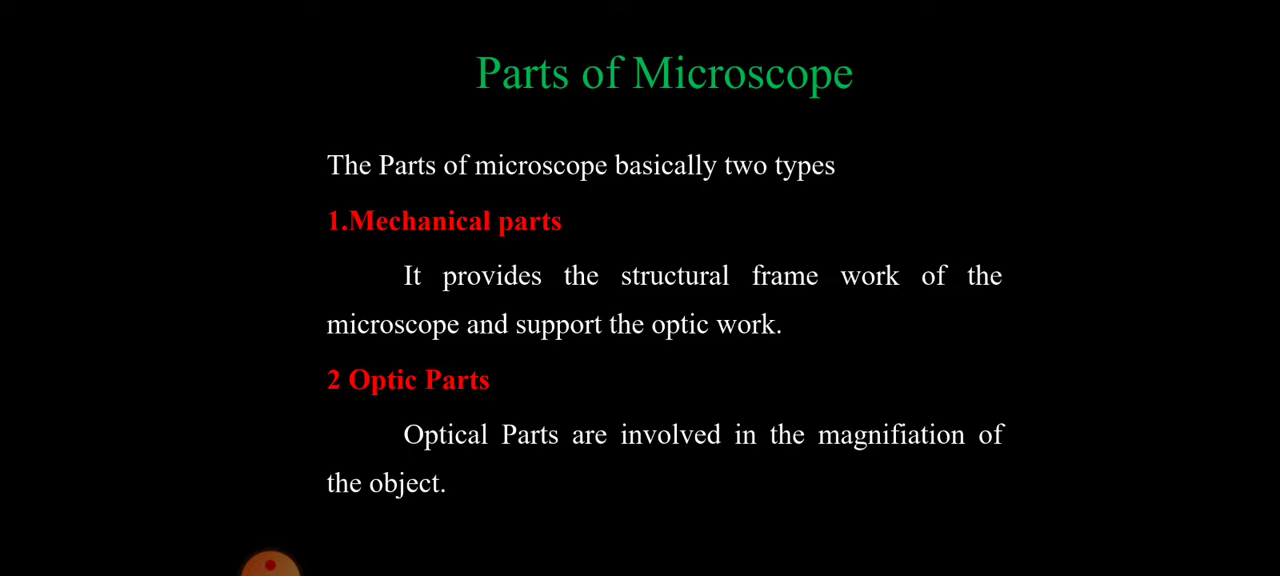 Parts of Microscope
The Parts of microscope basically two types
1.Mechanical parts
It provides the structural frame work of the
microscope and support the optic work.
2 Optic Parts
Optical Parts are involved in the magnifiation of
the object.